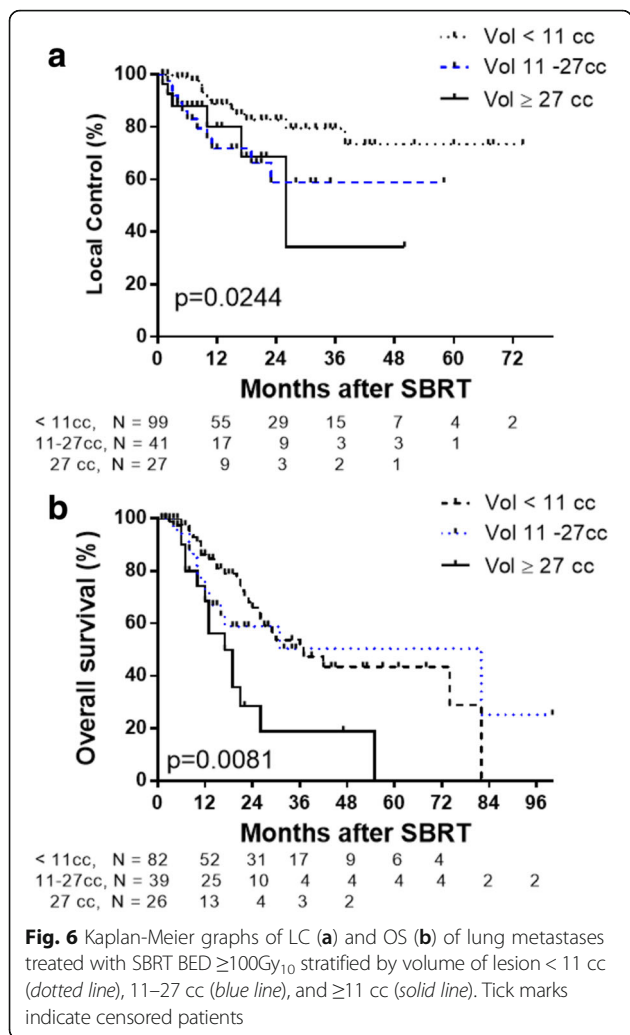 a
Vol < 11 cc
Vol 11 -27cc
Vol ≥ 27 cc
100
80
60
40
20
0
Local Control (%)
p=0.0244
0 12 24 36 48 60 72
Months after SBRT
< 11cc, N = 99 55 29 15 7 4 2
11-27cc, N = 41 17 9 3 3 1
27 cc, N = 27 9 3 2 1
b
Vol < 11 cc
Vol 11 -27cc
Vol ≥ 27 cc
100
80
60
40
20
0
Overall survival (%)
p=0.0081
0 12 24 36 48 60 72 84 96
Months after SBRT
< 11cc, N = 82 52 31 17 9 6 4
11-27cc, N = 39 25 10 4 4 4 4 2 2
27 cc, N = 26 13 4 3 2
Fig. 6 Kaplan-Meier graphs of LC (a) and OS (b) of lung metastases
treated with SBRT BED ≥100Gy10 stratified by volume of lesion < 11 cc
(dotted line), 11–27 cc (blue line), and ≥11 cc (solid line). Tick marks
indicate censored patients